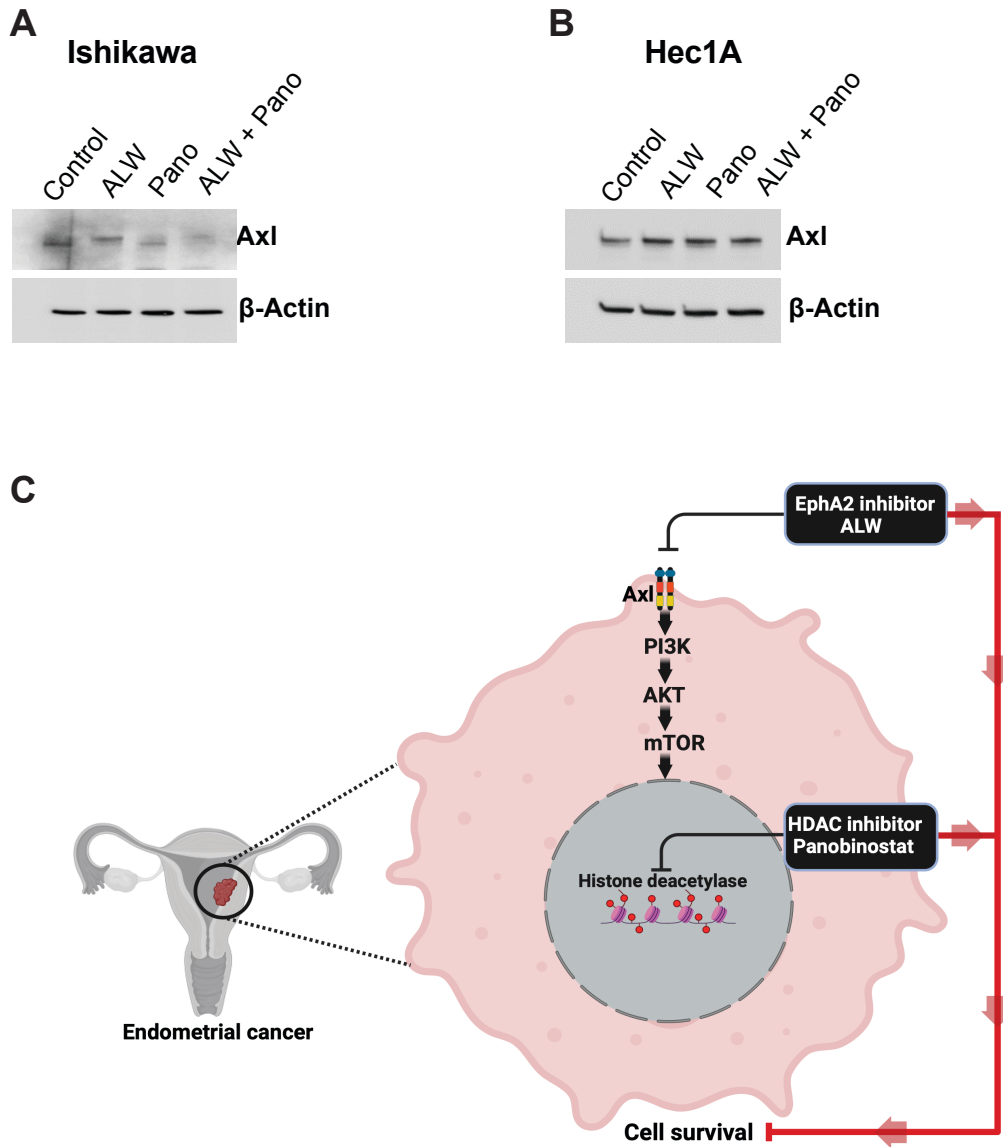 A
Ishikawa
Control
ALW
Pano
ALW + Pano
Axl
β-Actin
B
Hec1A
Control
ALW
Pano
ALW + Pano
Axl
β-Actin
C
EphA2 inhibitor
ALW
Axl
PI3K
AKT
mTOR
HDAC inhibitor
Panobinostat
Histone deacetylase
Endometrial cancer
Cell survival